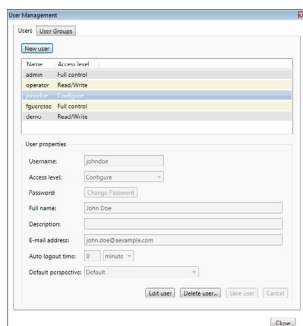 User Management
Users User Groups
New user
Name Access level
admin Full control
operator Read/Write
johndoe Configure
fgueresse Full control
demo Read/Write
User properties
Username: johndoe
Access level: Configure
Password: Change Password
Full name: John Doe
Description:
E-mail address: john.doe@aexample.com
Auto logout time: 0 minute
Default perspective: Default
Edit user Delete user... Save user Cancel
Close